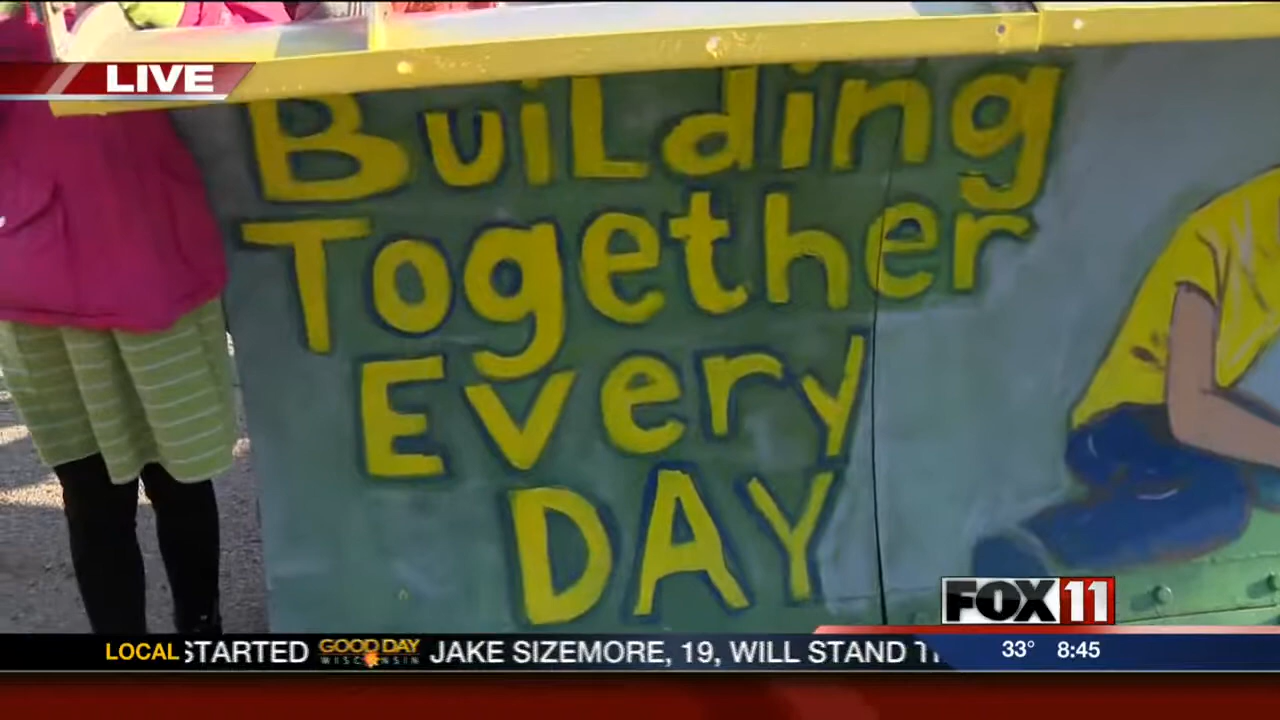 LIVE
BuiLding
Together
Every
DAY
FOX 11
LOCAL STARTED GOOD DAY WISCONSIN JAKE SIZEMORE, 19, WILL STAND 33° 8:45